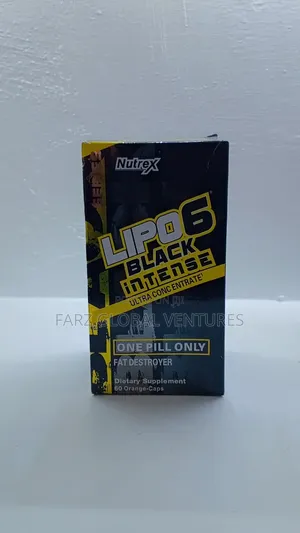 Nutrex
LIPO6
BLACK
INTENSE
ULTRA CONCENTRATE
FARZ GLOBAL VENTURES
ONE PILL ONLY
FAT DESTROYER
Dietary Supplement
60 Orange-Caps